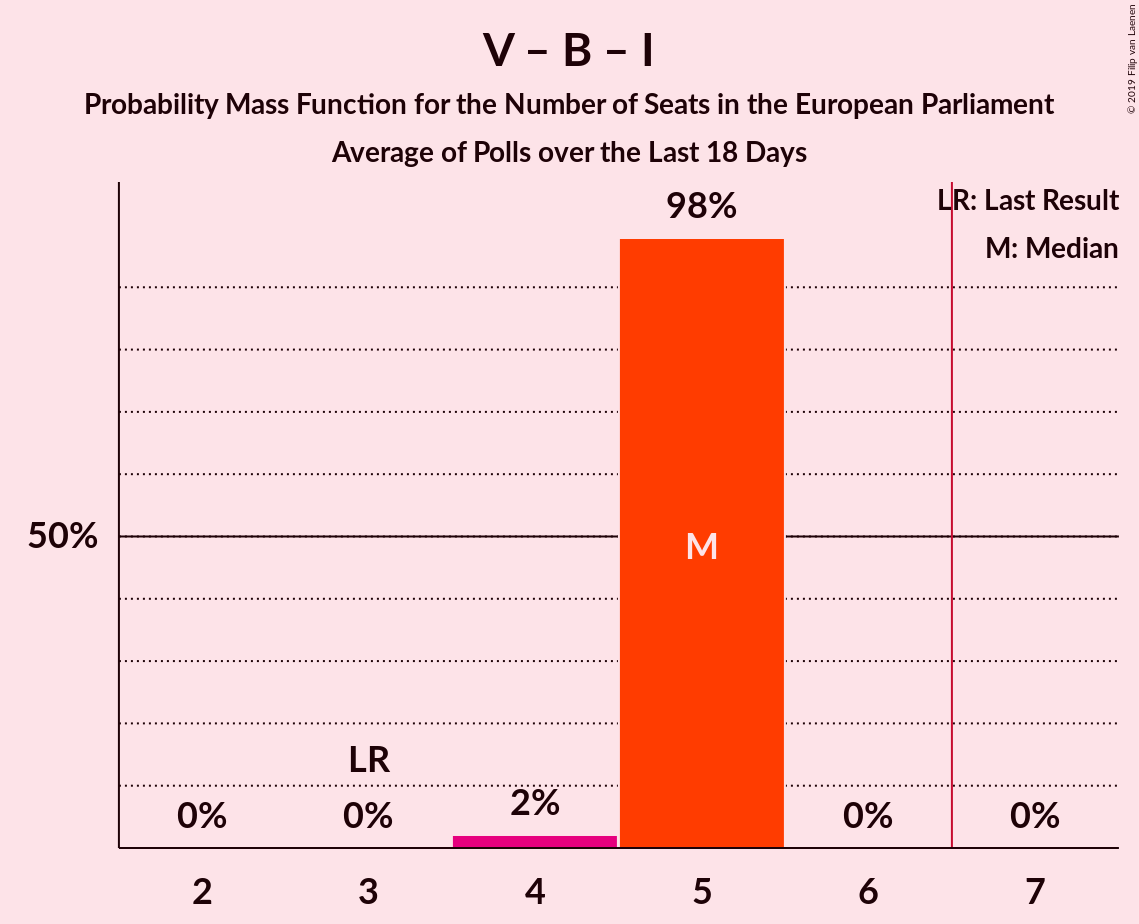 V – B – I
Probability Mass Function for the Number of Seats in the European Parliament
Average of Polls over the Last 18 Days
© 2019 Filip van Laenen
LR: Last Result
M: Median
98%
50%
M
LR
0%
0%
2%
0%
0%
2
3
4
5
6
7